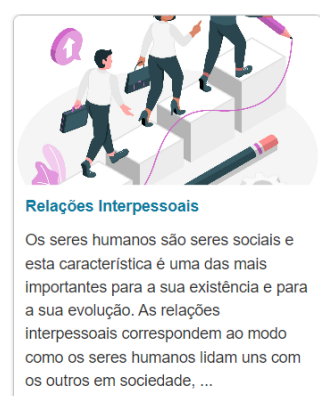 Relações Interpessoais
Os seres humanos são seres sociais e
esta característica é uma das mais
importantes para a sua existência e para
a sua evolução. As relações
interpessoais correspondem ao modo
como os seres humanos lidam uns com
os outros em sociedade, ...